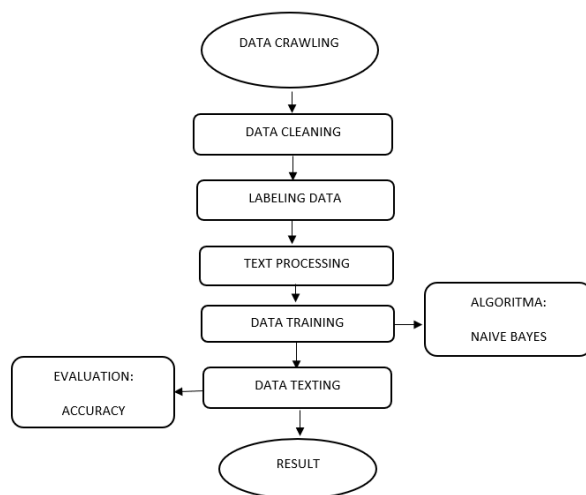 DATA CRAWLING
DATA CLEANING
LABELING DATA
TEXT PROCESSING
DATA TRAINING
ALGORITMA:
NAIVE BAYES
DATA TEXTING
EVALUATION:
ACCURACY
RESULT